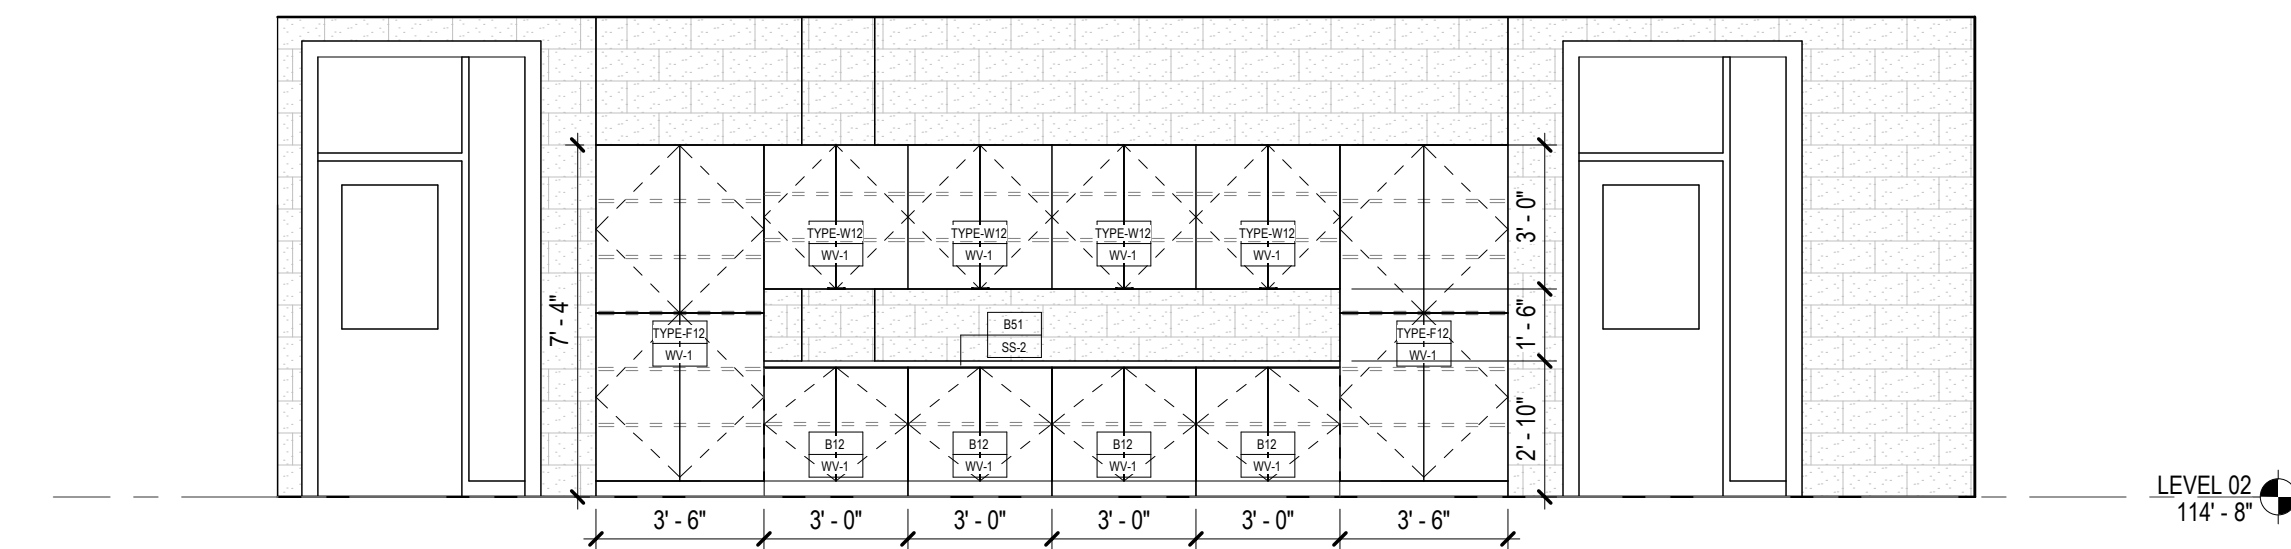 TYPE-W12
WV-1
TYPE-W12
WV-1
TYPE-W12
WV-1
TYPE-W12
WV-1
3' - 0"
7' - 4"
TYPE-F12
WV-1
B51
SS-2
1' - 6"
TYPE-F12
WV-1
B12
WV-1
B12
WV-1
B12
WV-1
B12
WV-1
2' - 10"
LEVEL 02
114' - 8"
3' - 6"
3' - 0"
3' - 0"
3' - 0"
3' - 0"
3' - 6"